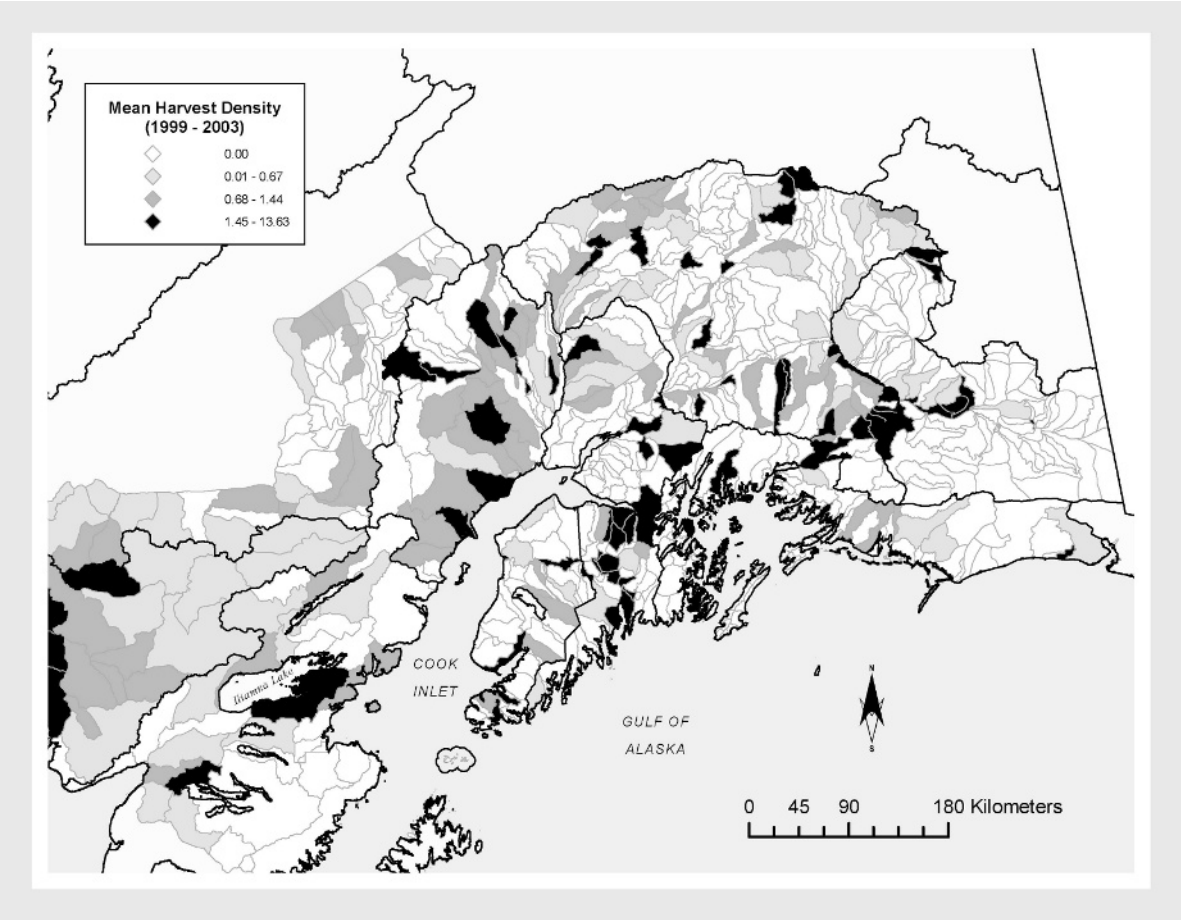 Mean Harvest Density
(1999 - 2003)
0.00
0.01 - 0.67
0.68 - 1.44
1.45 - 13.63
Iliamna Lake
COOK
INLET
GULF OF
ALASKA
N
S
0 45 90 180 Kilometers